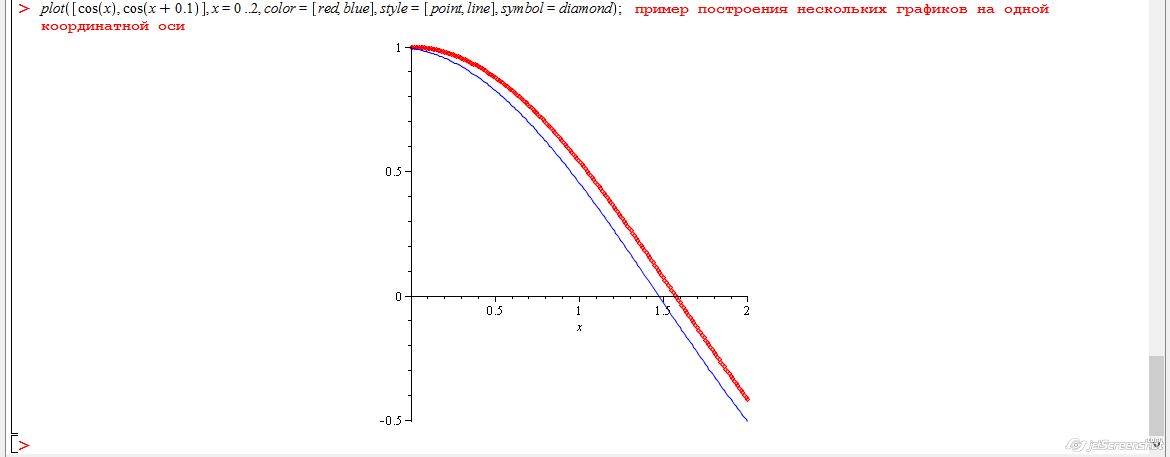 > plot([cos(x), cos(x + 0.1)], x = 0 ..2, color = [red, blue], style = [point, line], symbol = diamond); пример построения нескольких графиков на одной
координатной оси
1
0.5
0
0.5 1 1.5 2
x
-0.5
>
jetScreenshot